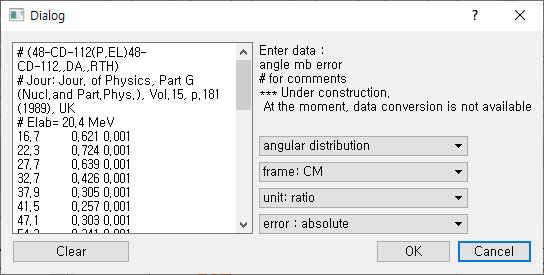 Dialog
# (48-CD-112(P,EL)48-
CD-112,,DA,,RTH)
# Jour: Jour. of Physics, Part G
(Nucl.and Part.Phys.), Vol.15, p.181
(1989), UK
# Elab= 20.4 MeV
16.7 0.621 0.001
22.3 0.724 0.001
27.7 0.639 0.001
32.7 0.426 0.001
37.9 0.305 0.001
41.5 0.257 0.001
47.1 0.303 0.001
Enter data :
angle mb error
# for comments
*** Under construction.
At the moment, data conversion is not available
angular distribution
frame: CM
unit: ratio
error : absolute
Clear
OK
Cancel